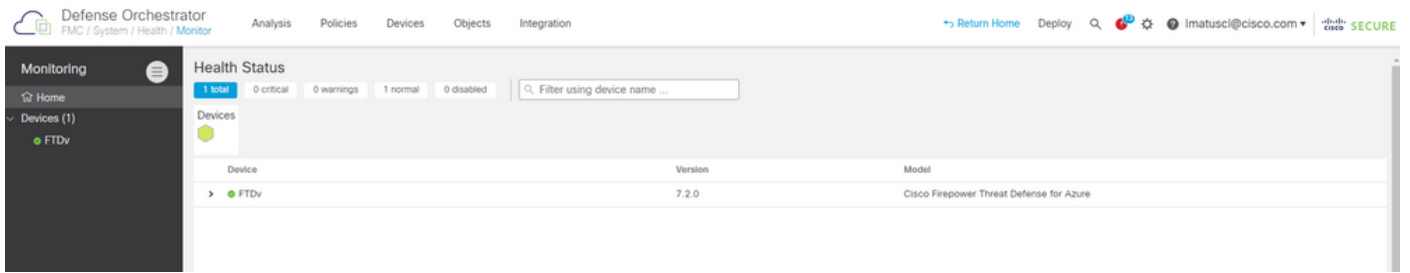 Defense Orchestrator
FMC / System / Health / Monitor
Analysis Policies Devices Objects Integration
Return Home Deploy lmatuscl@cisco.com SECURE
cisco
Monitoring
Home
Devices (1)
FTDv
Health Status
1 total 0 critical 0 warnings 1 normal 0 disabled Filter using device name ...
Devices
Device Version Model
FTDv 7.2.0 Cisco Firepower Threat Defense for Azure